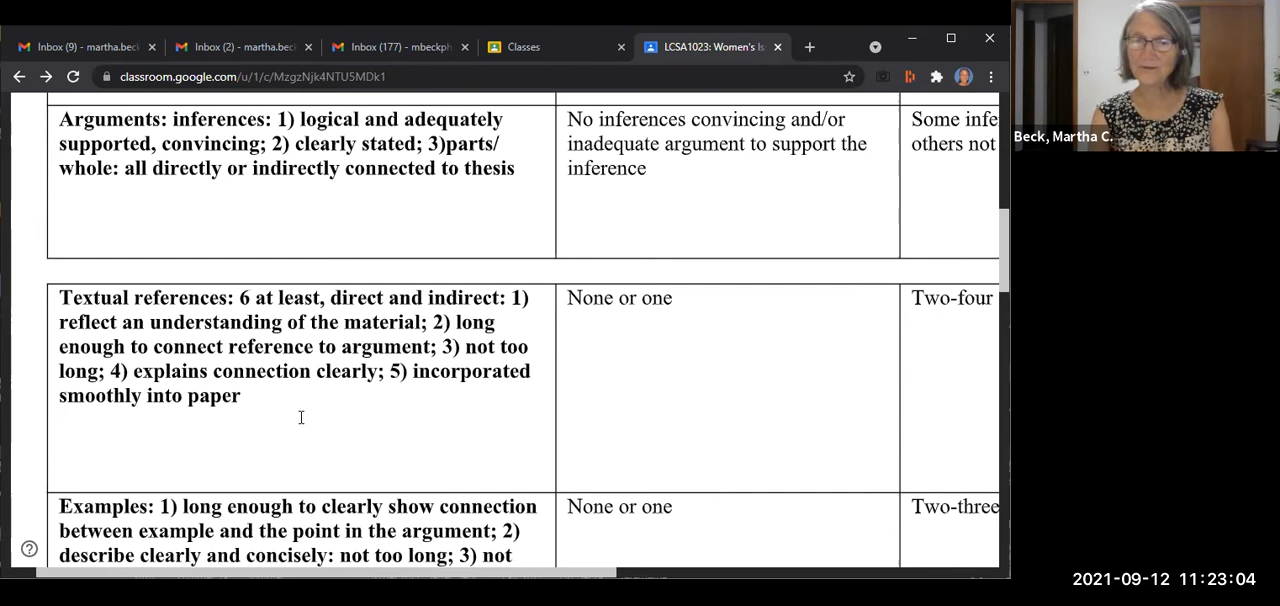 Inbox (9) - martha.bec
Inbox (2) - martha.bec
Inbox (177) - mbeckph
Classes
LCSA1023: Women's Is
classroom.google.com/u/1/c/MzgzNjk4NTU5MDk1
Beck, Martha C.
Arguments: inferences: 1) logical and adequately
supported, convincing; 2) clearly stated; 3)parts/
whole: all directly or indirectly connected to thesis
No inferences convincing and/or
inadequate argument to support the
inference
Some infe
others not
Textual references: 6 at least, direct and indirect: 1)
reflect an understanding of the material; 2) long
enough to connect reference to argument; 3) not too
long; 4) explains connection clearly; 5) incorporated
smoothly into paper
None or one
Two-four
Examples: 1) long enough to clearly show connection
between example and the point in the argument; 2)
describe clearly and concisely: not too long; 3) not
None or one
Two-three
2021-09-12 11:23:04